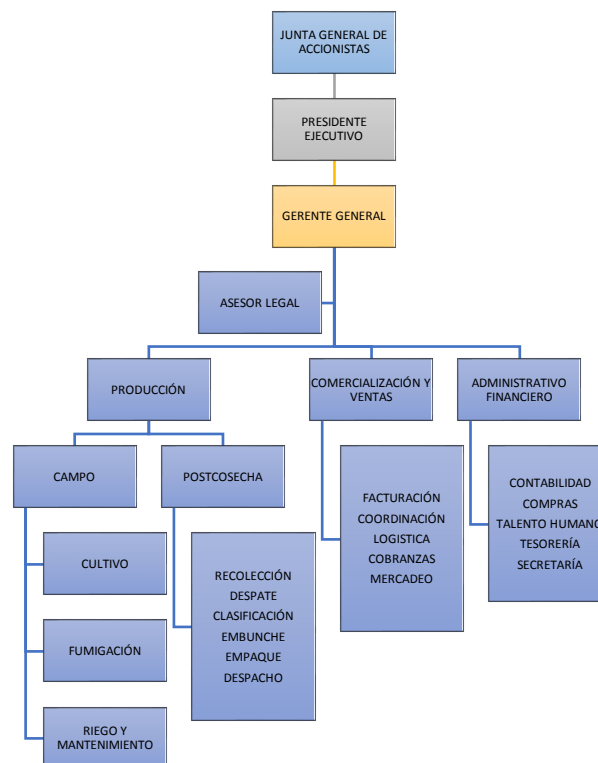 JUNTA GENERAL DE
ACCIONISTAS
PRESIDENTE
EJECUTIVO
GERENTE GENERAL
ASESOR LEGAL
PRODUCCIÓN
COMERCIALIZACIÓN Y
VENTAS
ADMINISTRATIVO
FINANCIERO
CAMPO
POSTCOSECHA
CULTIVO
FUMIGACIÓN
RIEGO Y
MANTENIMIENTO
RECOLECCIÓN
DESPATE
CLASIFICACIÓN
EMBUNCHE
EMPAQUE
DESPACHO
FACTURACIÓN
COORDINACIÓN
LOGISTICA
COBRANZAS
MERCADEO
CONTABILIDAD
COMPRAS
TALENTO HUMANO
TESORERÍA
SECRETARÍA